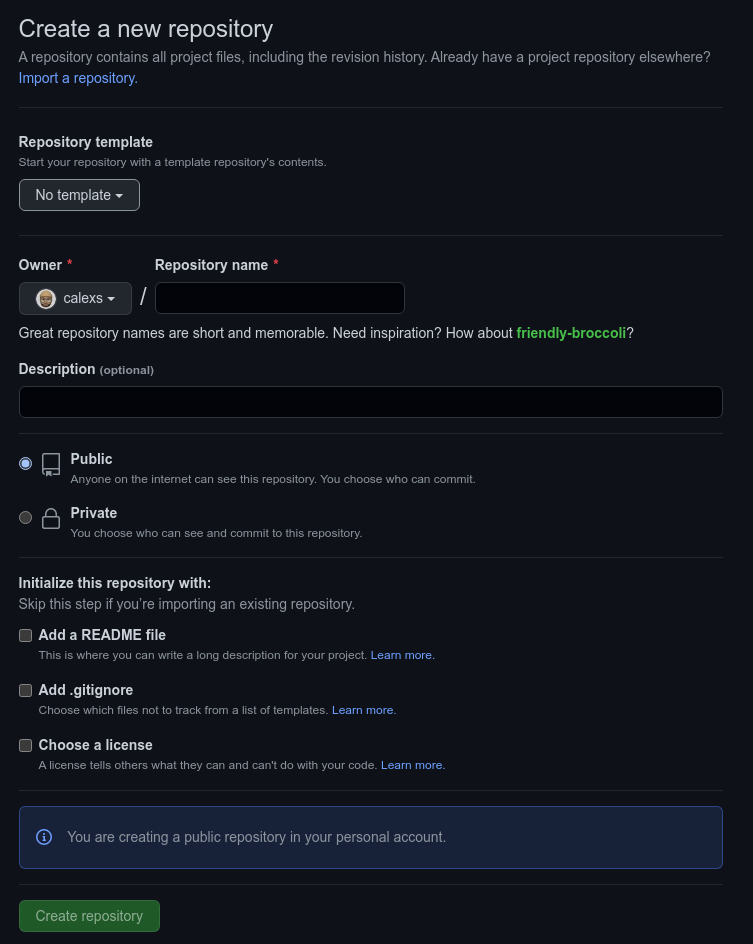 Create a new repository
A repository contains all project files, including the revision history. Already have a project repository elsewhere?
Import a repository.
Repository template
Start your repository with a template repository's contents.
No template
Owner * Repository name *
calexs /
Great repository names are short and memorable. Need inspiration? How about friendly-broccoli?
Description (optional)
Public
Anyone on the internet can see this repository. You choose who can commit.
Private
You choose who can see and commit to this repository.
Initialize this repository with:
Skip this step if you’re importing an existing repository.
Add a README file
This is where you can write a long description for your project. Learn more.
Add .gitignore
Choose which files not to track from a list of templates. Learn more.
Choose a license
A license tells others what they can and can't do with your code. Learn more.
You are creating a public repository in your personal account.
Create repository